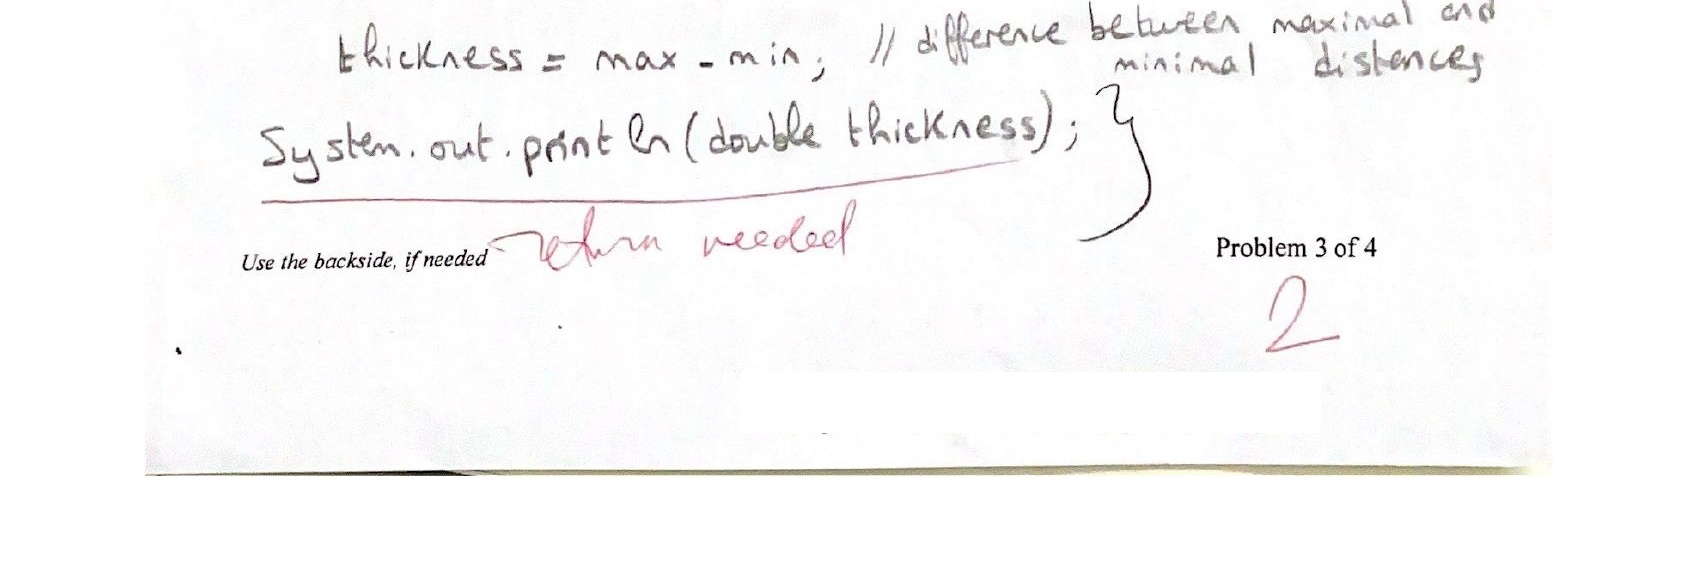 thickness = max - min; // difference between maximal and
minimal distances
System.out.println(double thickness); }
return needed
Use the backside, if needed
Problem 3 of 4
2